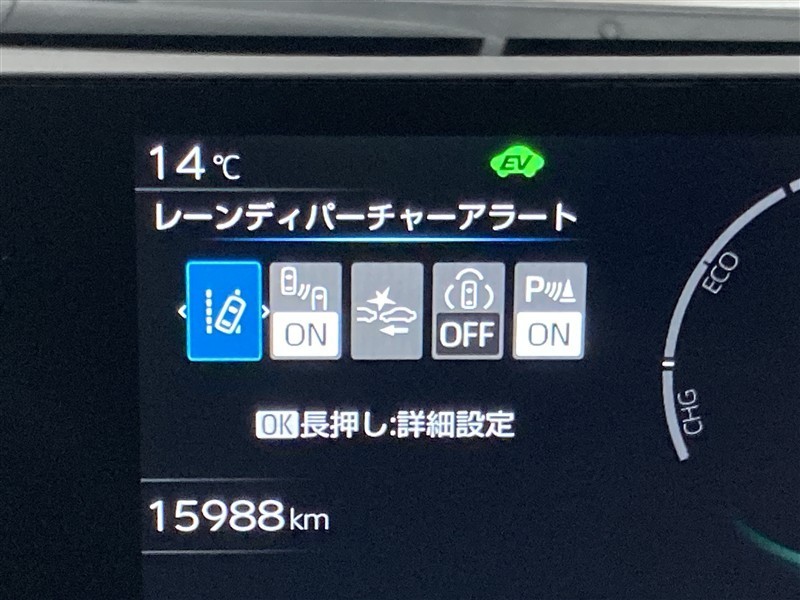 14℃ EV
レーンディパーチャーアラート
P
ON OFF ON
OK長押し:詳細設定
15988km
ECO
CHG